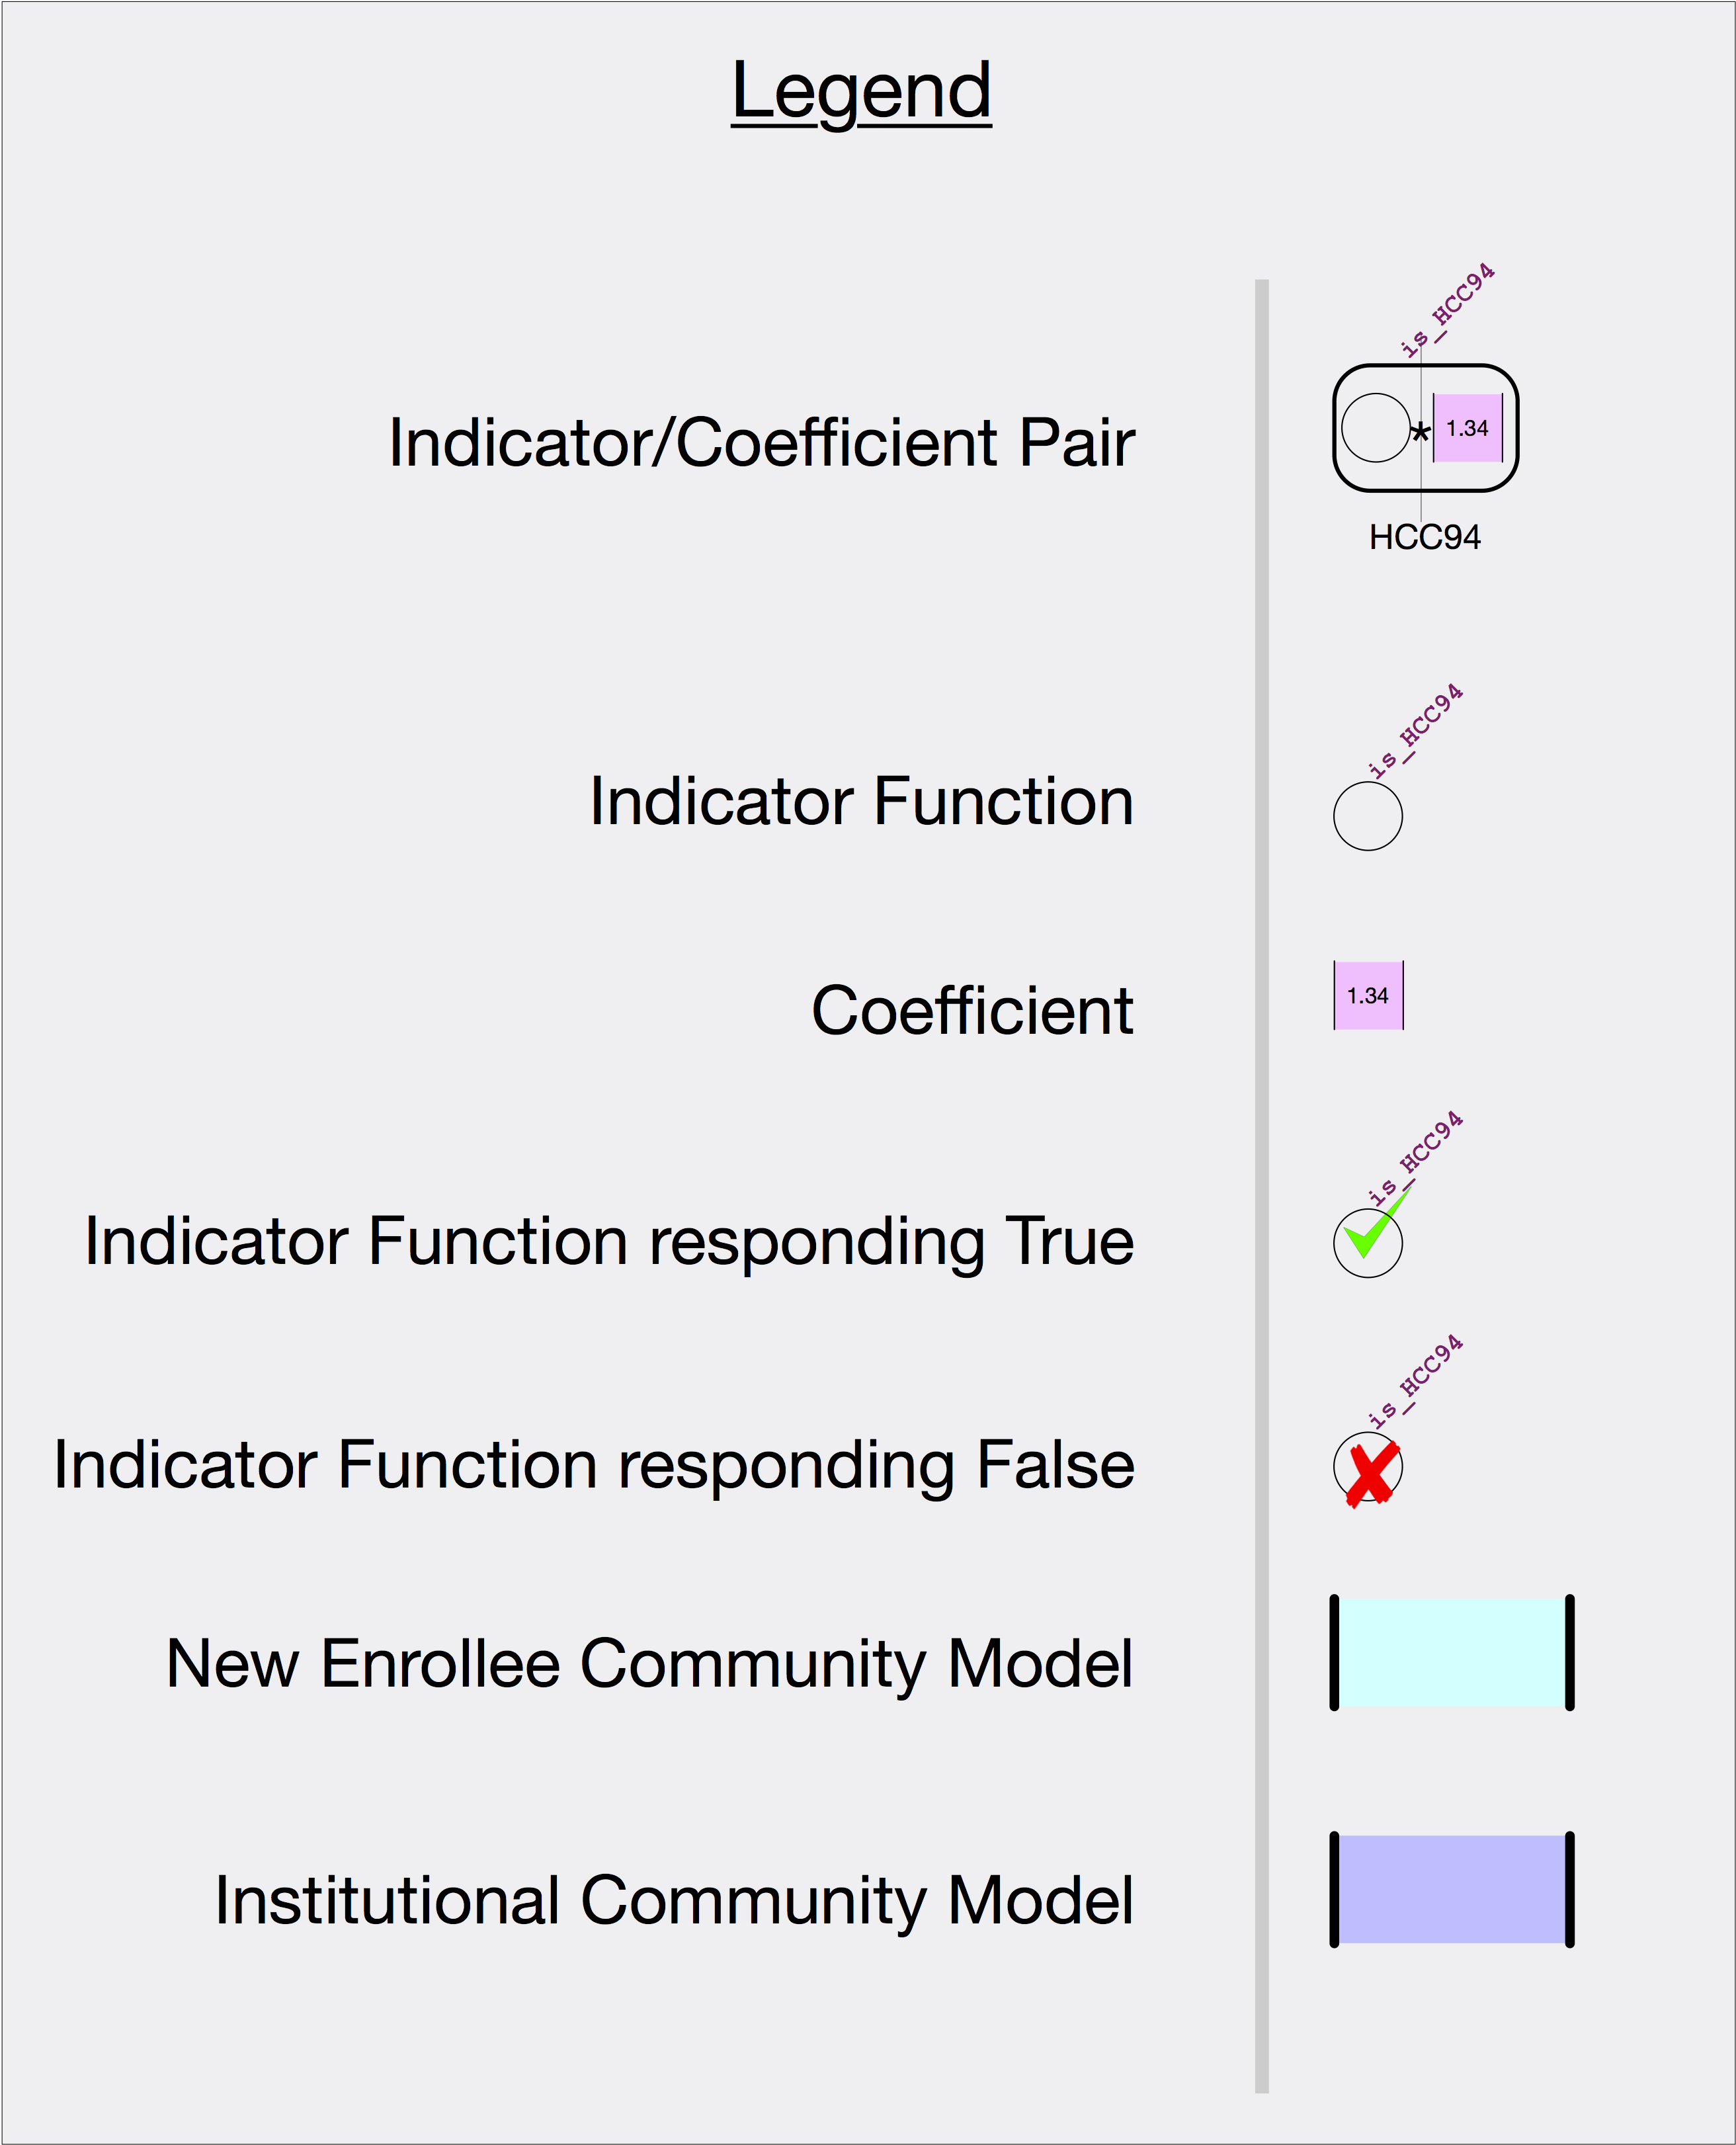 Legend
is_HCC94
Indicator/Coefficient Pair
* 1.34
HCC94
is_HCC94
Indicator Function
Coefficient
1.34
is_HCC94
Indicator Function responding True
is_HCC94
Indicator Function responding False
New Enrollee Community Model
Institutional Community Model